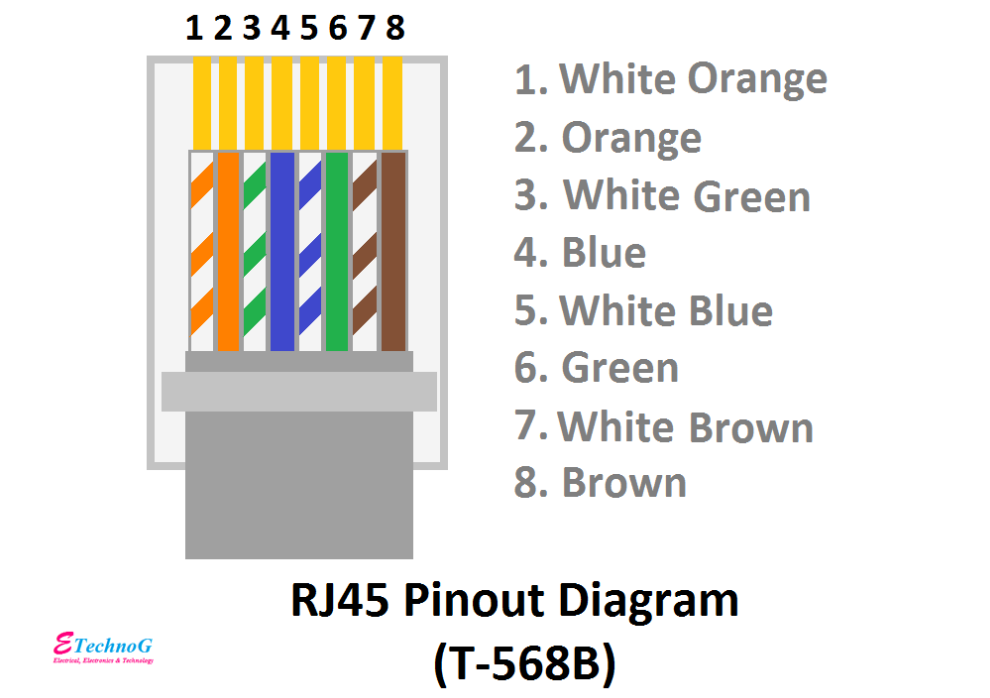 1 2 3 4 5 6 7 8
1. White Orange
2. Orange
3. White Green
4. Blue
5. White Blue
6. Green
7. White Brown
8. Brown
RJ45 Pinout Diagram
(T-568B)
ETechnoG
Electrical, Electronics & Technology